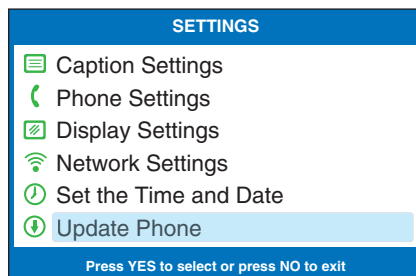 SETTINGS
Caption Settings
Phone Settings
Display Settings
Network Settings
Set the Time and Date
Update Phone
Press YES to select or press NO to exit